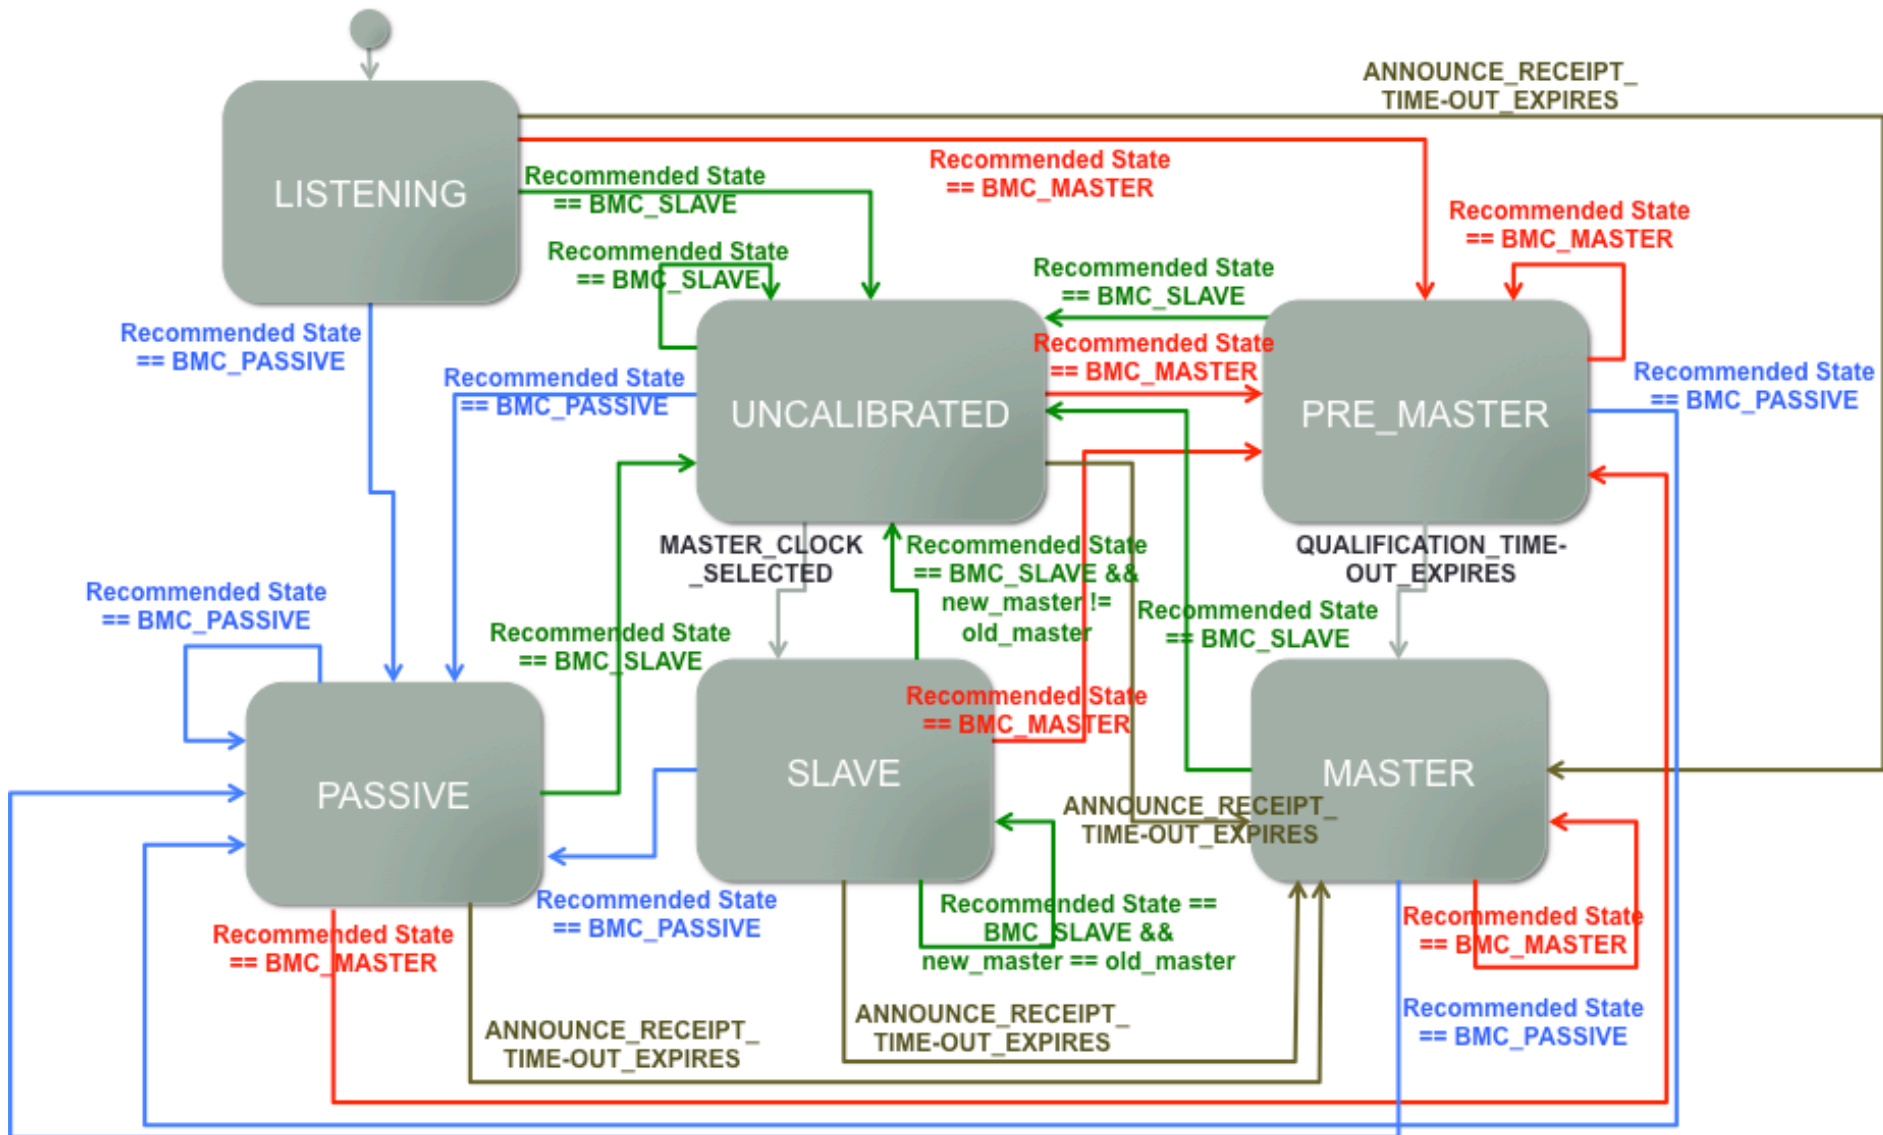 ANNOUNCE_RECEIPT_
TIME-OUT_EXPIRES
LISTENING
Recommended State
== BMC_MASTER
Recommended State
== BMC_SLAVE
Recommended State
== BMC_MASTER
Recommended State
== BMC_SLAVE
Recommended State
== BMC_SLAVE
Recommended State
== BMC_PASSIVE
Recommended State
== BMC_MASTER
Recommended State
== BMC_PASSIVE
Recommended State
== BMC_PASSIVE
UNCALIBRATED
PRE_MASTER
MASTER_CLOCK
_SELECTED
Recommended State
== BMC_SLAVE &&
new_master !=
old_master
QUALIFICATION_TIME-
OUT_EXPIRES
Recommended State
== BMC_PASSIVE
Recommended State
== BMC_SLAVE
Recommended State
== BMC_SLAVE
Recommended State
== BMC_MASTER
PASSIVE
SLAVE
MASTER
ANNOUNCE_RECEIPT_
TIME-OUT_EXPIRES
Recommended State
== BMC_PASSIVE
Recommended State ==
BMC_SLAVE &&
new_master == old_master
Recommended State
== BMC_MASTER
Recommended State
== BMC_MASTER
Recommended State
== BMC_PASSIVE
ANNOUNCE_RECEIPT_
TIME-OUT_EXPIRES
ANNOUNCE_RECEIPT_
TIME-OUT_EXPIRES